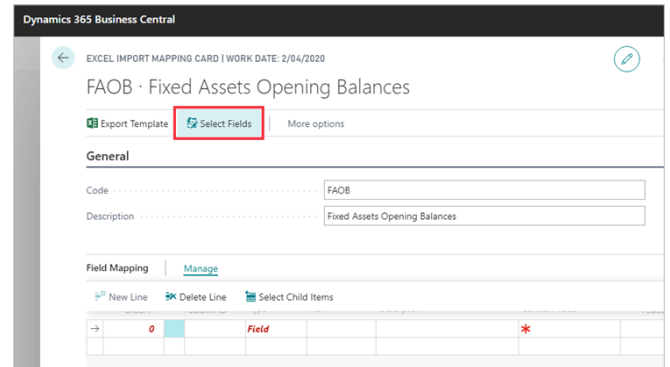 Dynamics 365 Business Central
EXCEL IMPORT MAPPING CARD | WORK DATE: 2/04/2020
FAOB · Fixed Assets Opening Balances
Export Template Select Fields More options
General
Code FAOB
Description Fixed Assets Opening Balances
Field Mapping Manage
New Line Delete Line Select Child Items
0 Field *